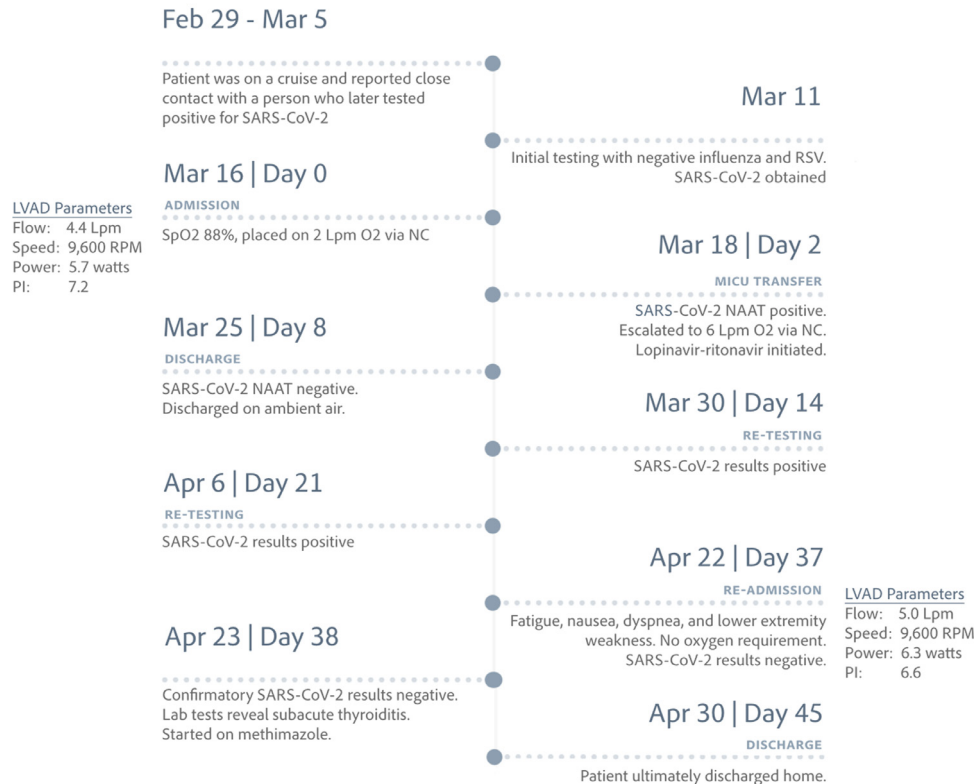 Feb 29 - Mar 5
Patient was on a cruise and reported close
contact with a person who later tested
positive for SARS-CoV-2
Mar 11
Initial testing with negative influenza and RSV.
SARS-CoV-2 obtained
Mar 16 | Day 0
ADMISSION
SpO2 88%, placed on 2 Lpm O2 via NC
LVAD Parameters
Flow: 4.4 Lpm
Speed: 9,600 RPM
Power: 5.7 watts
PI: 7.2
Mar 18 | Day 2
MICU TRANSFER
SARS-CoV-2 NAAT positive.
Escalated to 6 Lpm O2 via NC.
Lopinavir-ritonavir initiated.
Mar 25 | Day 8
DISCHARGE
SARS-CoV-2 NAAT negative.
Discharged on ambient air.
Mar 30 | Day 14
RE-TESTING
SARS-CoV-2 results positive
Apr 6 | Day 21
RE-TESTING
SARS-CoV-2 results positive
Apr 22 | Day 37
RE-ADMISSION
Fatigue, nausea, dyspnea, and lower extremity
weakness. No oxygen requirement.
SARS-CoV-2 results negative.
LVAD Parameters
Flow: 5.0 Lpm
Speed: 9,600 RPM
Power: 6.3 watts
PI: 6.6
Apr 23 | Day 38
Confirmatory SARS-CoV-2 results negative.
Lab tests reveal subacute thyroiditis.
Started on methimazole.
Apr 30 | Day 45
DISCHARGE
Patient ultimately discharged home.